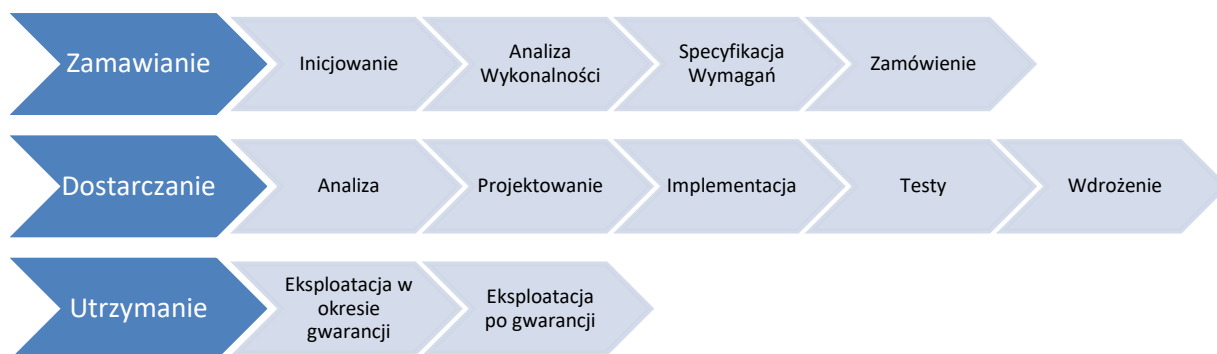 Zamawianie
Inicjowanie
Analiza
Wykonalności
Specyfikacja
Wymagań
Zamówienie
Dostarczanie
Analiza
Projektowanie
Implementacja
Testy
Wdrożenie
Utrzymanie
Eksploatacja w
okresie
gwarancji
Eksploatacja
po gwarancji